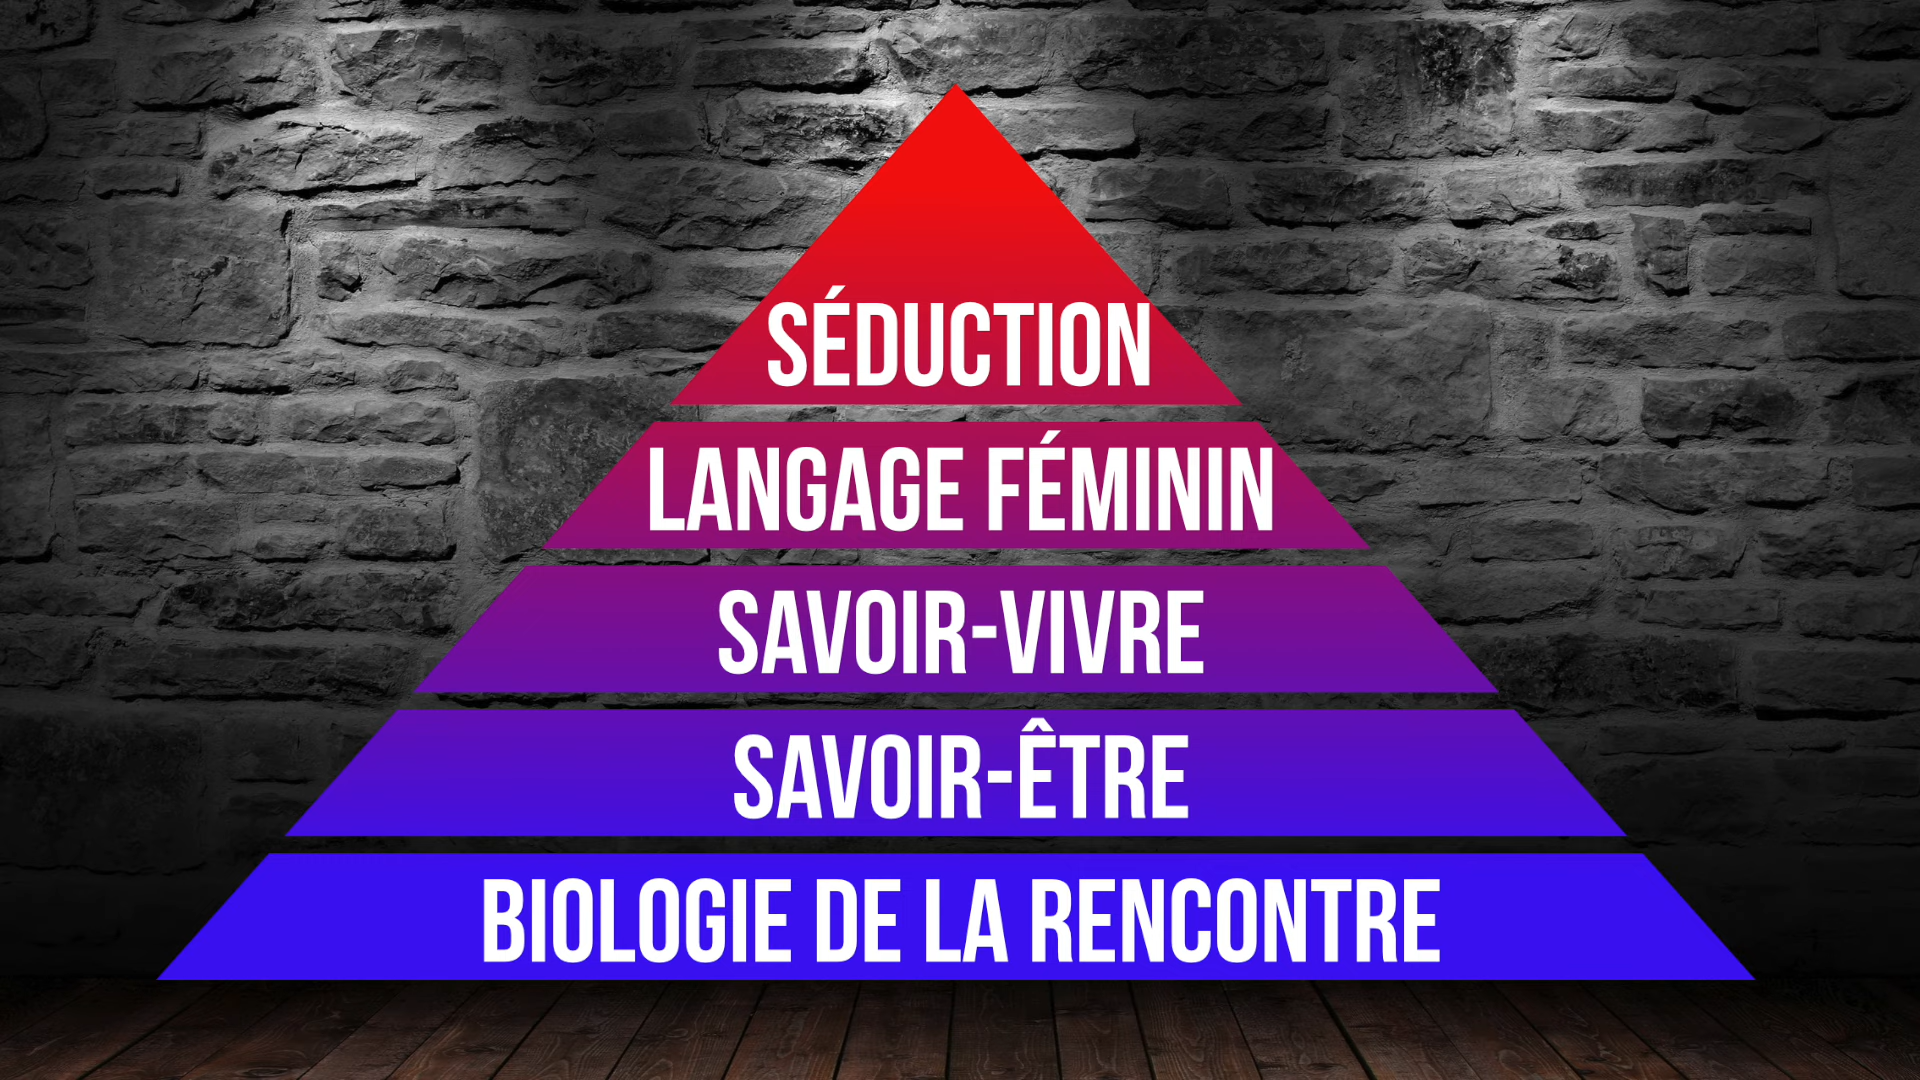 SÉDUCTION
LANGAGE FÉMININ
SAVOIR-VIVRE
SAVOIR-ÊTRE
BIOLOGIE DE LA RENCONTRE